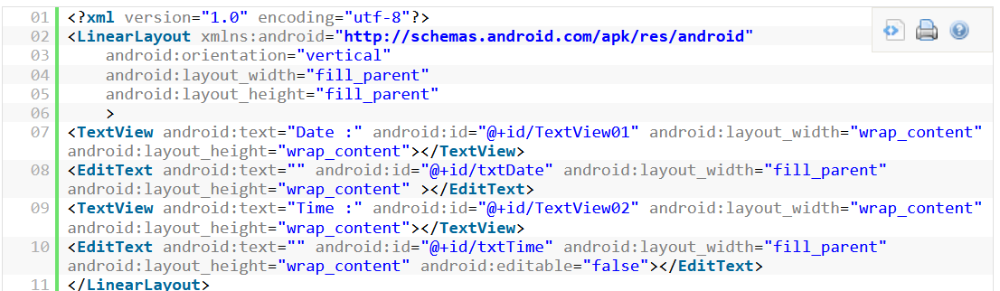 01 <?xml version="1.0" encoding="utf-8"?>
02 <LinearLayout xmlns:android="http://schemas.android.com/apk/res/android"
03     android:orientation="vertical"
04     android:layout_width="fill_parent"
05     android:layout_height="fill_parent"
06     >
07 <TextView android:text="Date :" android:id="@+id/TextView01" android:layout_width="wrap_content"
android:layout_height="wrap_content"></TextView>
08 <EditText android:text="" android:id="@+id/txtDate" android:layout_width="fill_parent"
android:layout_height="wrap_content" ></EditText>
09 <TextView android:text="Time :" android:id="@+id/TextView02" android:layout_width="wrap_content"
android:layout_height="wrap_content"></TextView>
10 <EditText android:text="" android:id="@+id/txtTime" android:layout_width="fill_parent"
android:layout_height="wrap_content" android:editable="false"></EditText>
11 </LinearLayout>